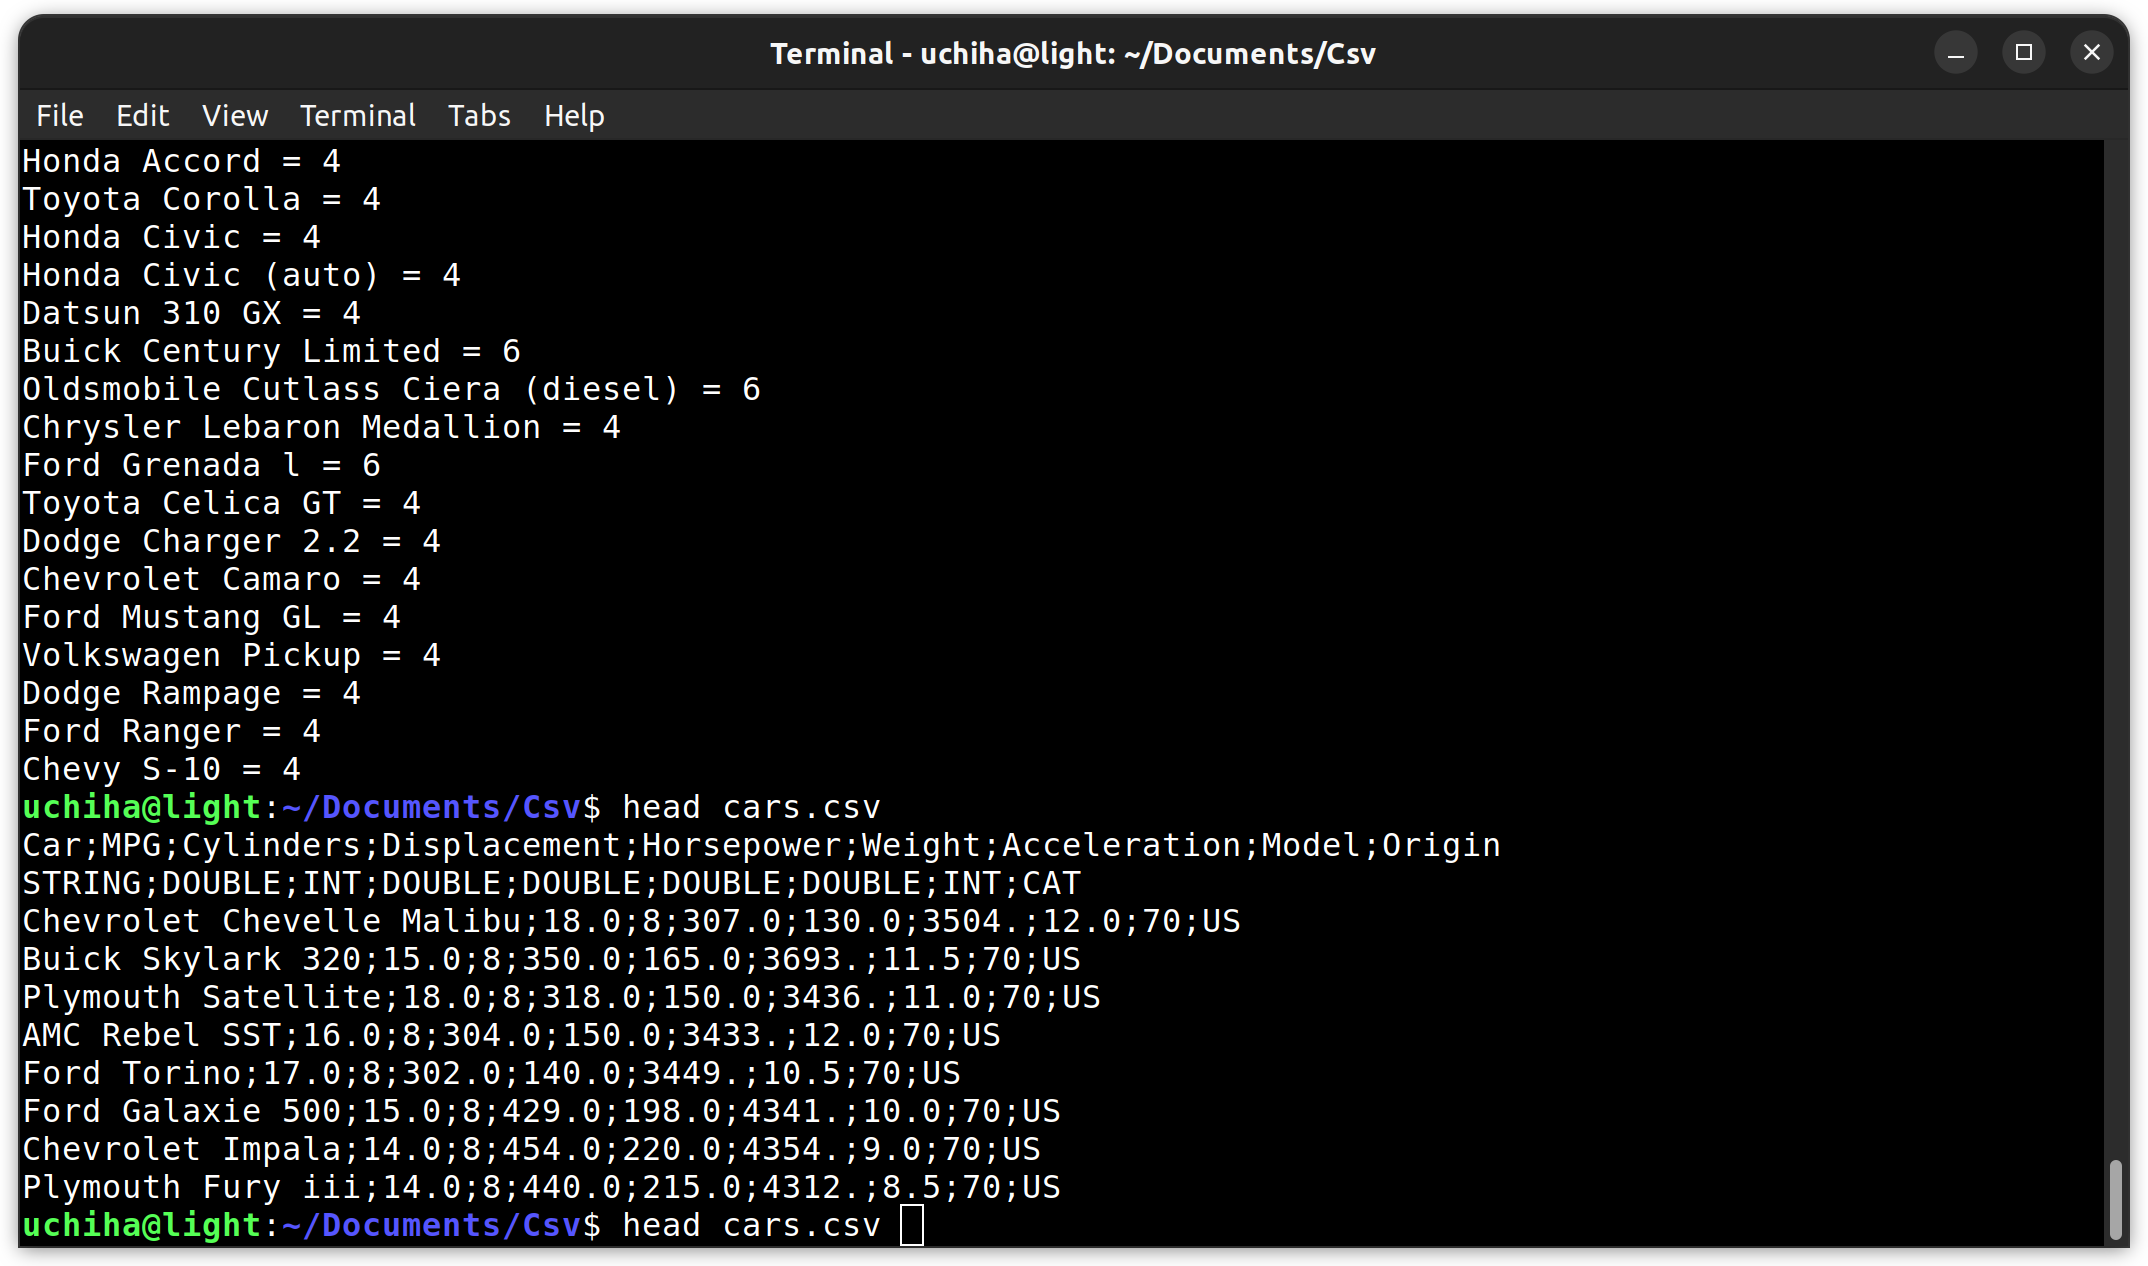 Terminal - uchiha@light: ~/Documents/Csv
File Edit View Terminal Tabs Help
Honda Accord = 4
Toyota Corolla = 4
Honda Civic = 4
Honda Civic (auto) = 4
Datsun 310 GX = 4
Buick Century Limited = 6
Oldsmobile Cutlass Ciera (diesel) = 6
Chrysler Lebaron Medallion = 4
Ford Grenada l = 6
Toyota Celica GT = 4
Dodge Charger 2.2 = 4
Chevrolet Camaro = 4
Ford Mustang GL = 4
Volkswagen Pickup = 4
Dodge Rampage = 4
Ford Ranger = 4
Chevy S-10 = 4
uchiha@light:~/Documents/Csv$ head cars.csv
Car;MPG;Cylinders;Displacement;Horsepower;Weight;Acceleration;Model;Origin
STRING;DOUBLE;INT;DOUBLE;DOUBLE;DOUBLE;DOUBLE;INT;CAT
Chevrolet Chevelle Malibu;18.0;8;307.0;130.0;3504.;12.0;70;US
Buick Skylark 320;15.0;8;350.0;165.0;3693.;11.5;70;US
Plymouth Satellite;18.0;8;318.0;150.0;3436.;11.0;70;US
AMC Rebel SST;16.0;8;304.0;150.0;3433.;12.0;70;US
Ford Torino;17.0;8;302.0;140.0;3449.;10.5;70;US
Ford Galaxie 500;15.0;8;429.0;198.0;4341.;10.0;70;US
Chevrolet Impala;14.0;8;454.0;220.0;4354.;9.0;70;US
Plymouth Fury iii;14.0;8;440.0;215.0;4312.;8.5;70;US
uchiha@light:~/Documents/Csv$ head cars.csv